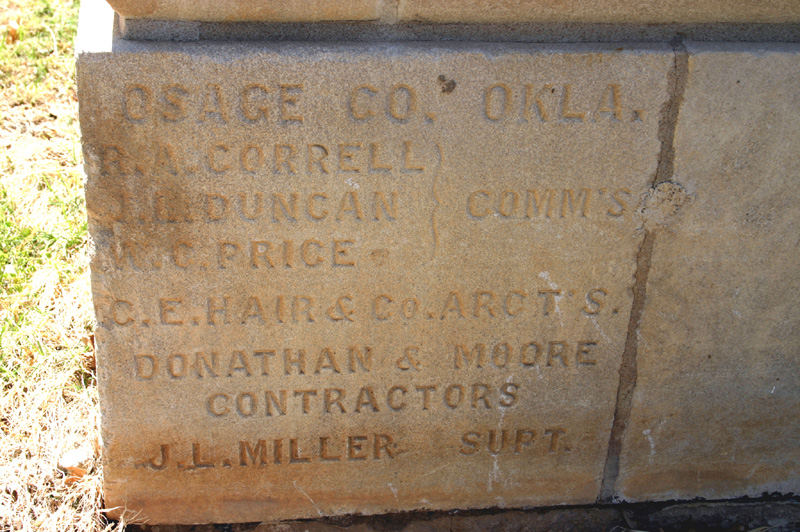 OSAGE CO. OKLA.
R.A. CORRELL
J.H. DUNCAN COMM'S
W.C. PRICE
C.E. HAIR & Co. ARCT'S.
DONATHAN & MOORE
CONTRACTORS
J.L. MILLER SUPT.